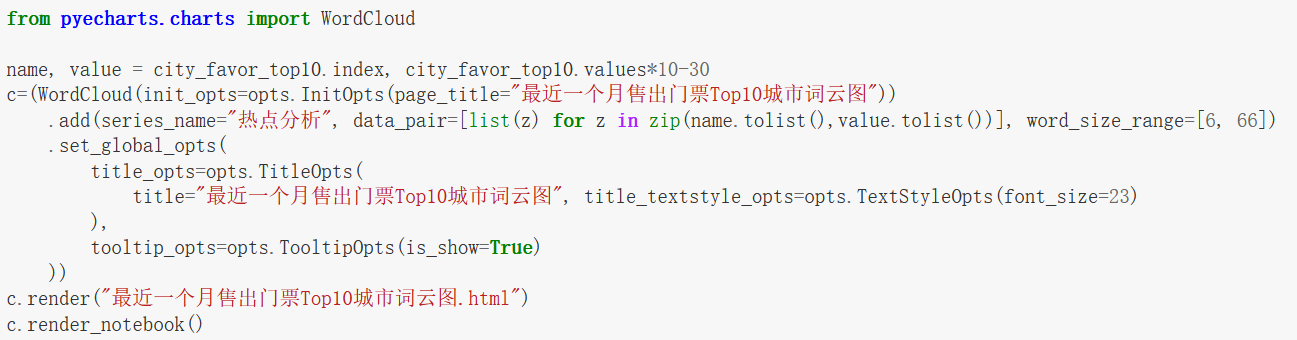 from pyecharts.charts import WordCloud

name, value = city_favor_top10.index, city_favor_top10.values*10-30
c=(WordCloud(init_opts=opts.InitOpts(page_title="最近一个月售出门票Top10城市词云图"))
    .add(series_name="热点分析", data_pair=[list(z) for z in zip(name.tolist(),value.tolist())], word_size_range=[6, 66])
    .set_global_opts(
        title_opts=opts.TitleOpts(
            title="最近一个月售出门票Top10城市词云图", title_textstyle_opts=opts.TextStyleOpts(font_size=23)
        ),
        tooltip_opts=opts.TooltipOpts(is_show=True)
    ))
c.render("最近一个月售出门票Top10城市词云图.html")
c.render_notebook()